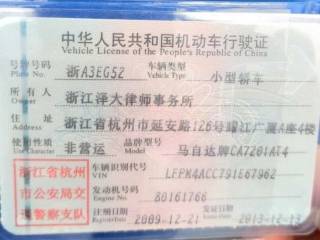 中华人民共和国机动车行驶证
Vehicle License of the People's Republic of China
号牌号码 浙A3EG52 车辆类型 小型轿车
Plate No. Vehicle Type
所有人 浙江泽大律师事务所
Owner
住址 浙江省杭州市延安路126号耀江广厦A座4楼
Address
使用性质 非营运 品牌型号 马自达牌CA7201AT4
Use Character Model
浙江省杭州市公安局交通警察支队
车辆识别代号 LFPM4ACC791E67962
VIN
发动机号码 80161766
Engine No.
注册日期 2009-12-21 发证日期 2013-12-13
Register Date Issue Date